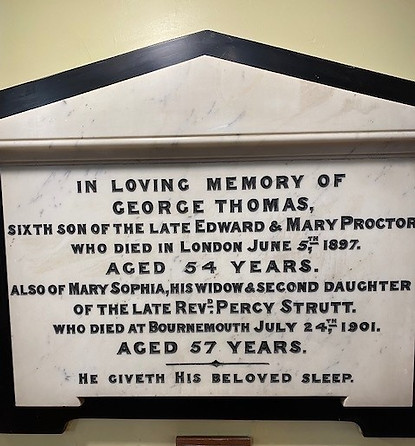 IN LOVING MEMORY OF
GEORGE THOMAS,
SIXTH SON OF THE LATE EDWARD & MARY PROCTOR
WHO DIED IN LONDON JUNE 5TH, 1897.
AGED 54 YEARS.
ALSO OF MARY SOPHIA, HIS WIDOW & SECOND DAUGHTER
OF THE LATE REVD. PERCY STRUTT.
WHO DIED AT BOURNEMOUTH JULY 24TH, 1901.
AGED 57 YEARS.
HE GIVETH HIS BELOVED SLEEP.